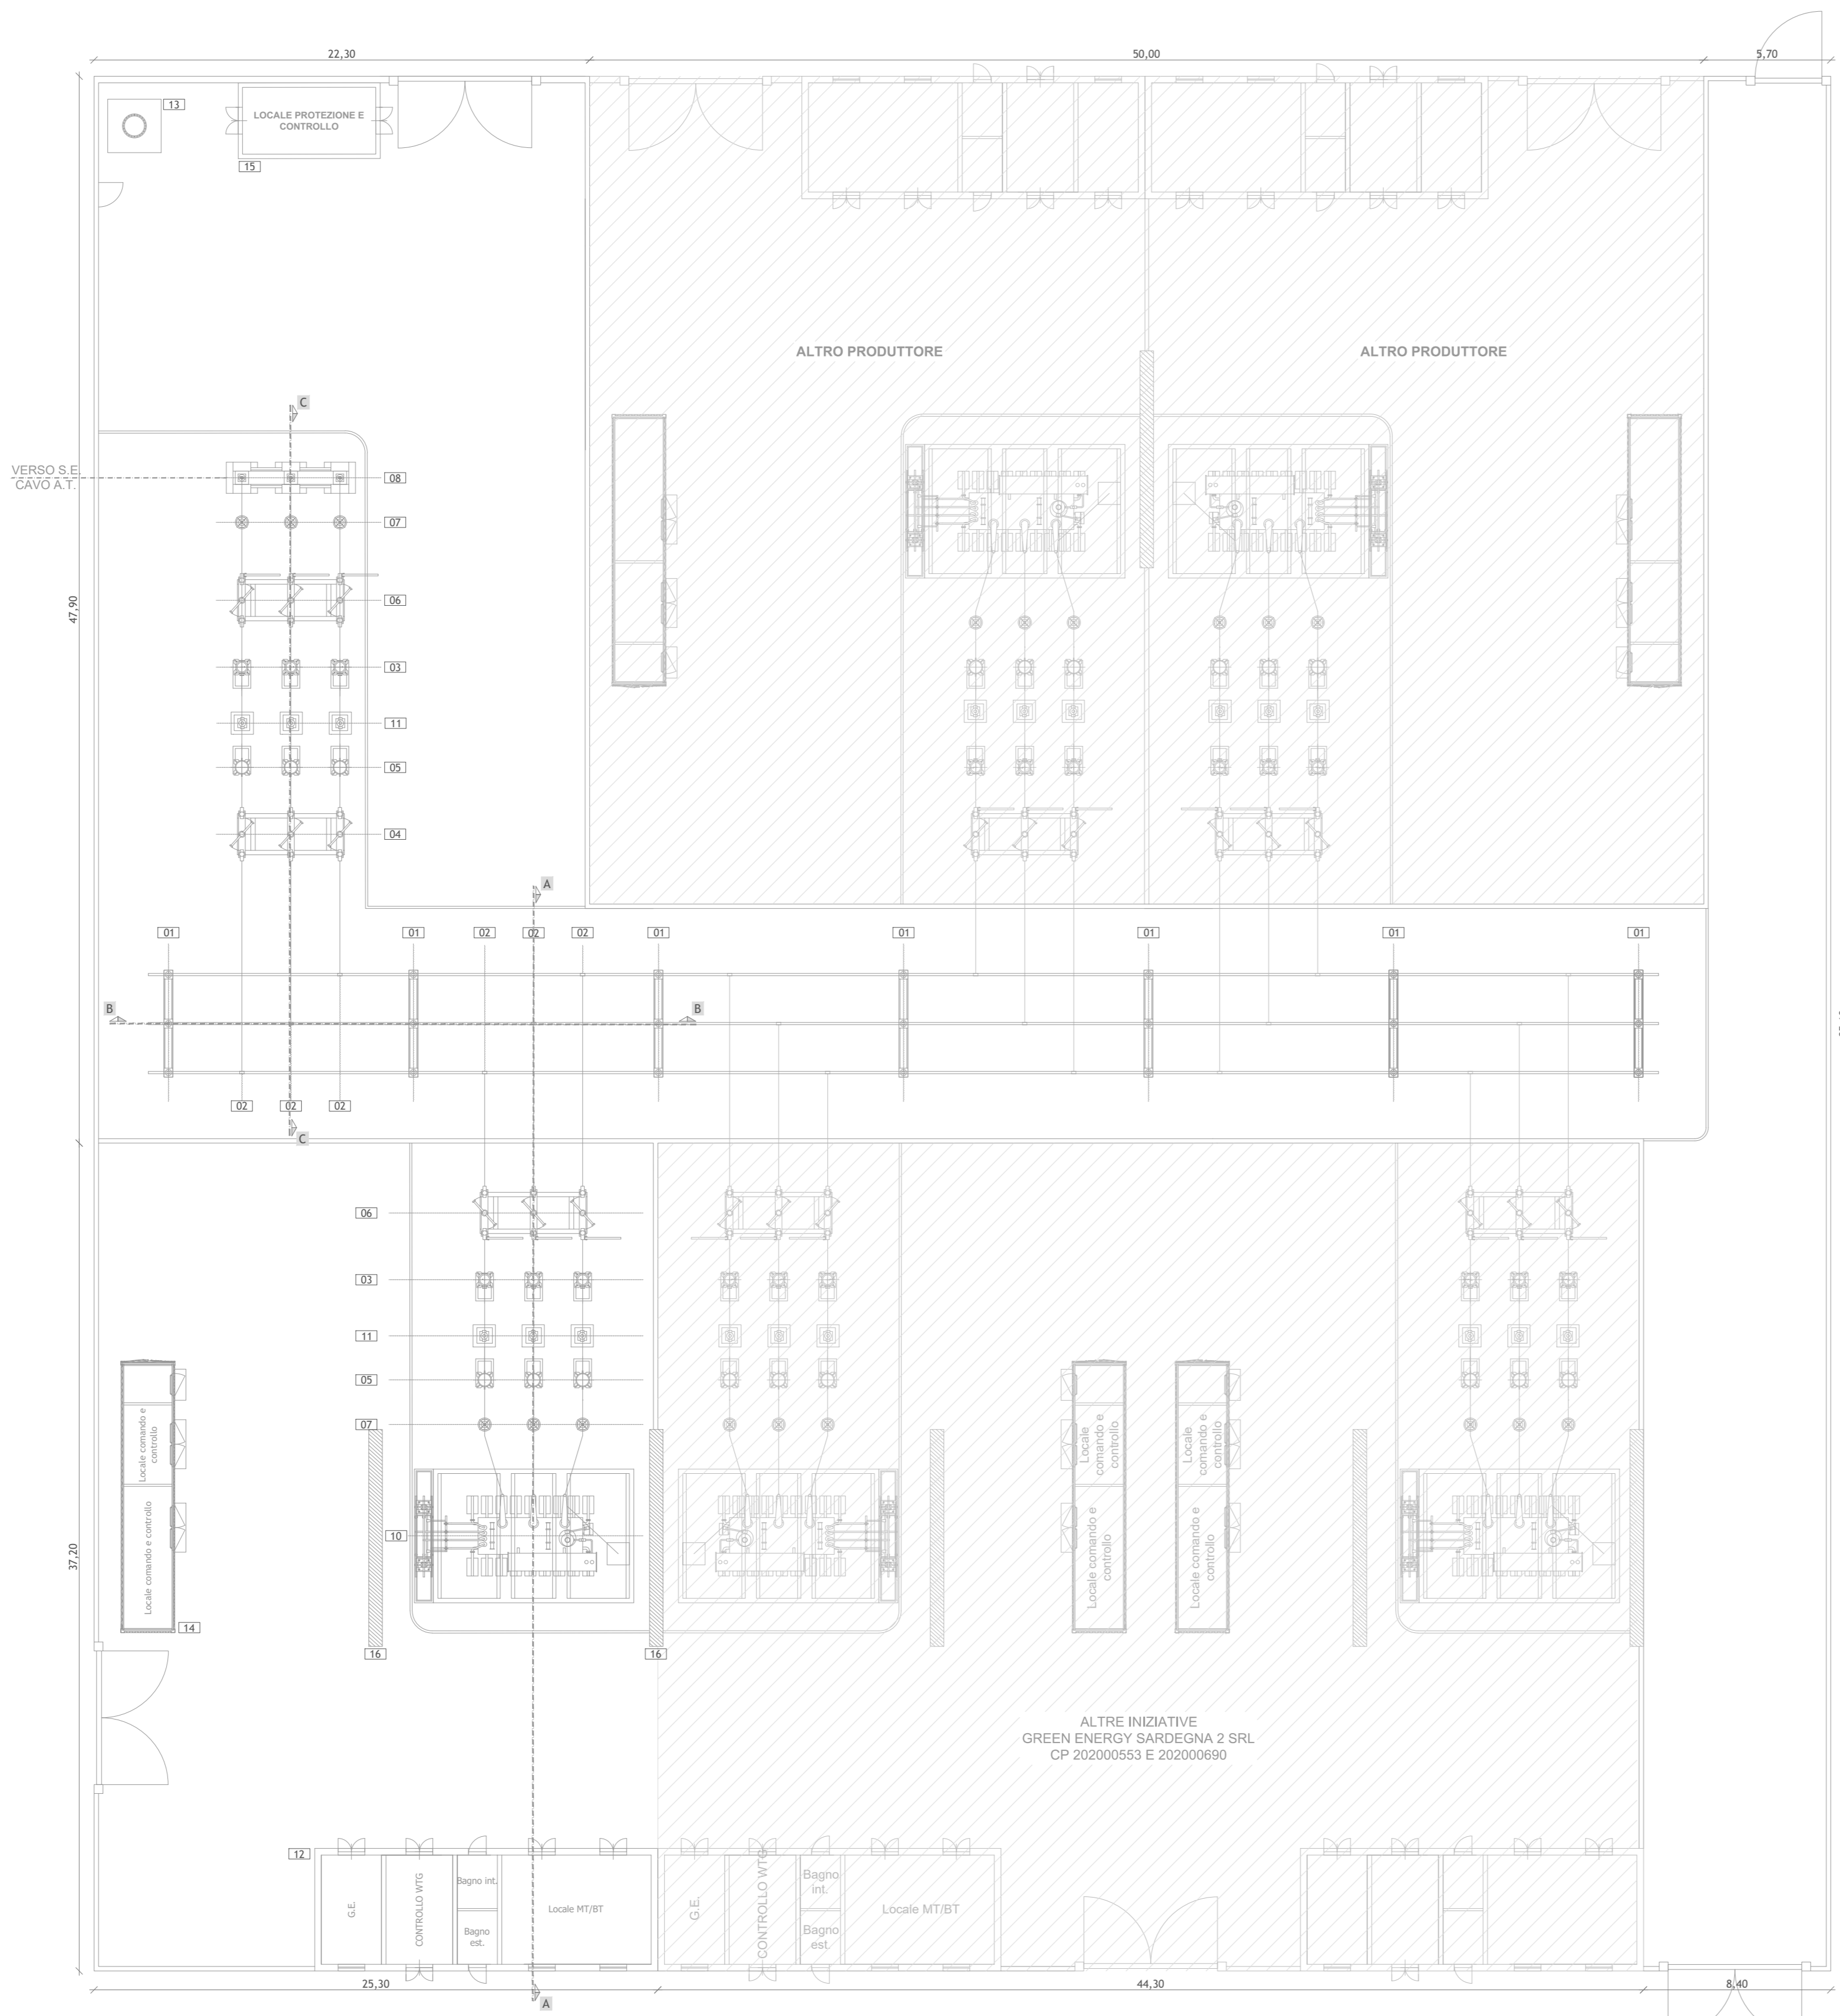 22,30
50,00
5,70
13
LOCALE PROTEZIONE E
CONTROLLO
15
ALTRO PRODUTTORE
ALTRO PRODUTTORE
C
VERSO S.E.
CAVO A.T.
08
07
06
47,90
03
11
05
04
A
01
01
02
02
02
01
01
01
01
01
B
B
02
02
02
C
06
03
11
05
07
Locale comando e
controllo
Locale comando e controllo
Locale
comando e
controllo
Locale
comando e
controllo
Locale comando e
controllo
Locale comando e
controllo
10
37,20
14
16
16
ALTRE INIZIATIVE
GREEN ENERGY SARDEGNA 2 SRL
CP 202000553 E 202000690
12
G.E.
CONTROLLO WTG
Bagno int.
Bagno
est.
Locale MT/BT
G.E.
CONTROLLO WTG
Bagno
int.
Bagno
est.
Locale MT/BT
25,30
44,30
8,40
A